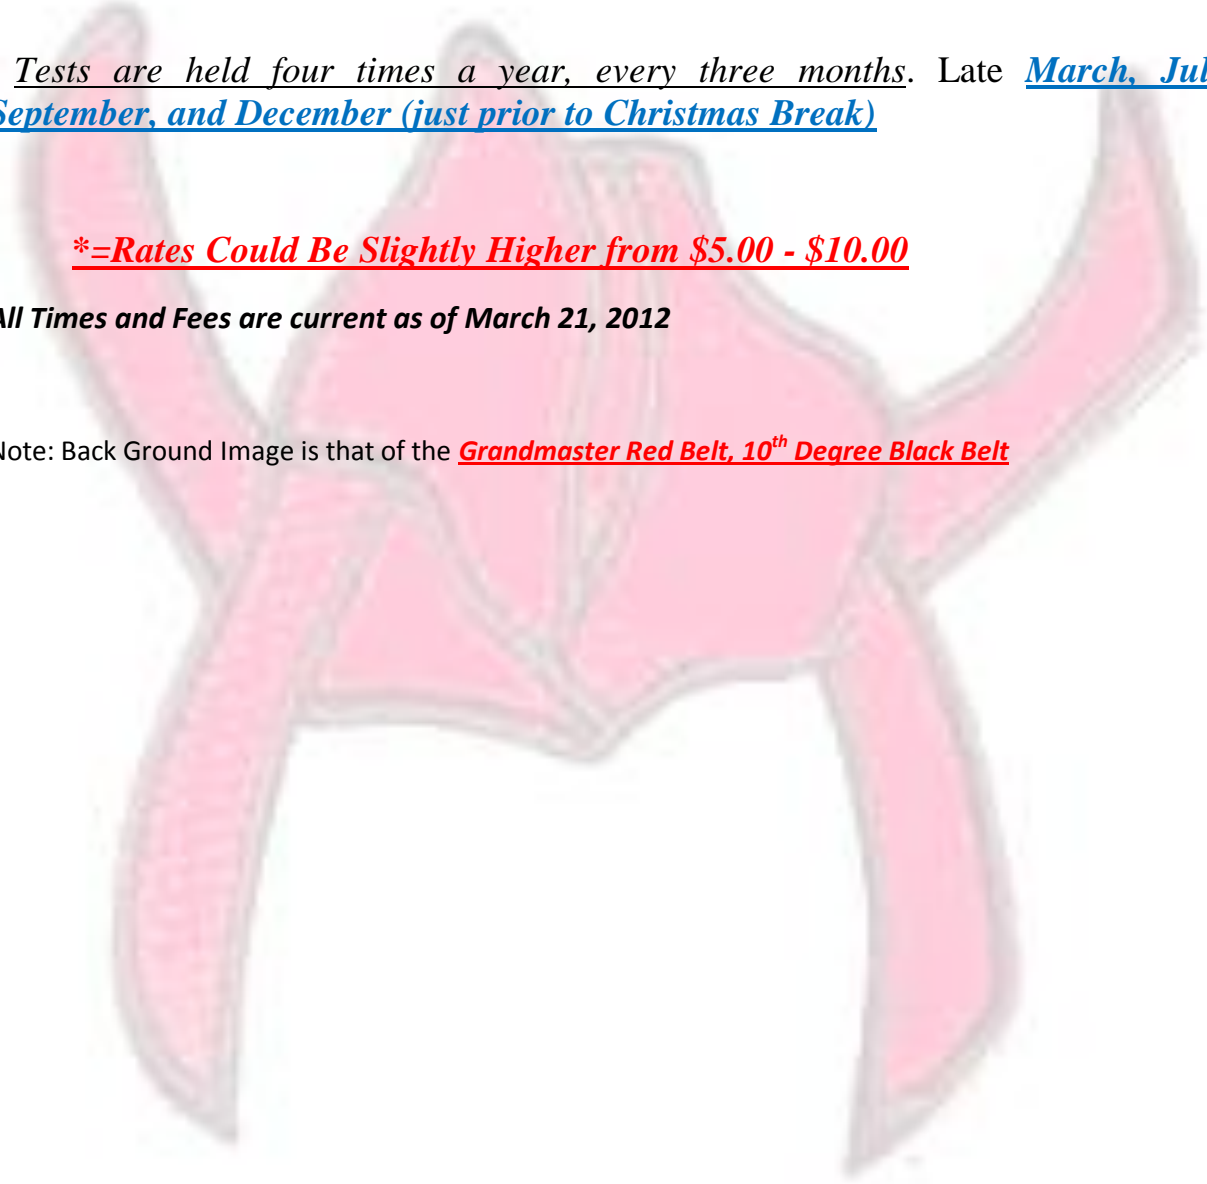 Tests are held four times a year, every three months. Late March, Jul
September, and December (just prior to Christmas Break)
*=Rates Could Be Slightly Higher from $5.00 - $10.00
All Times and Fees are current as of March 21, 2012
Note: Back Ground Image is that of the Grandmaster Red Belt, 10th Degree Black Belt